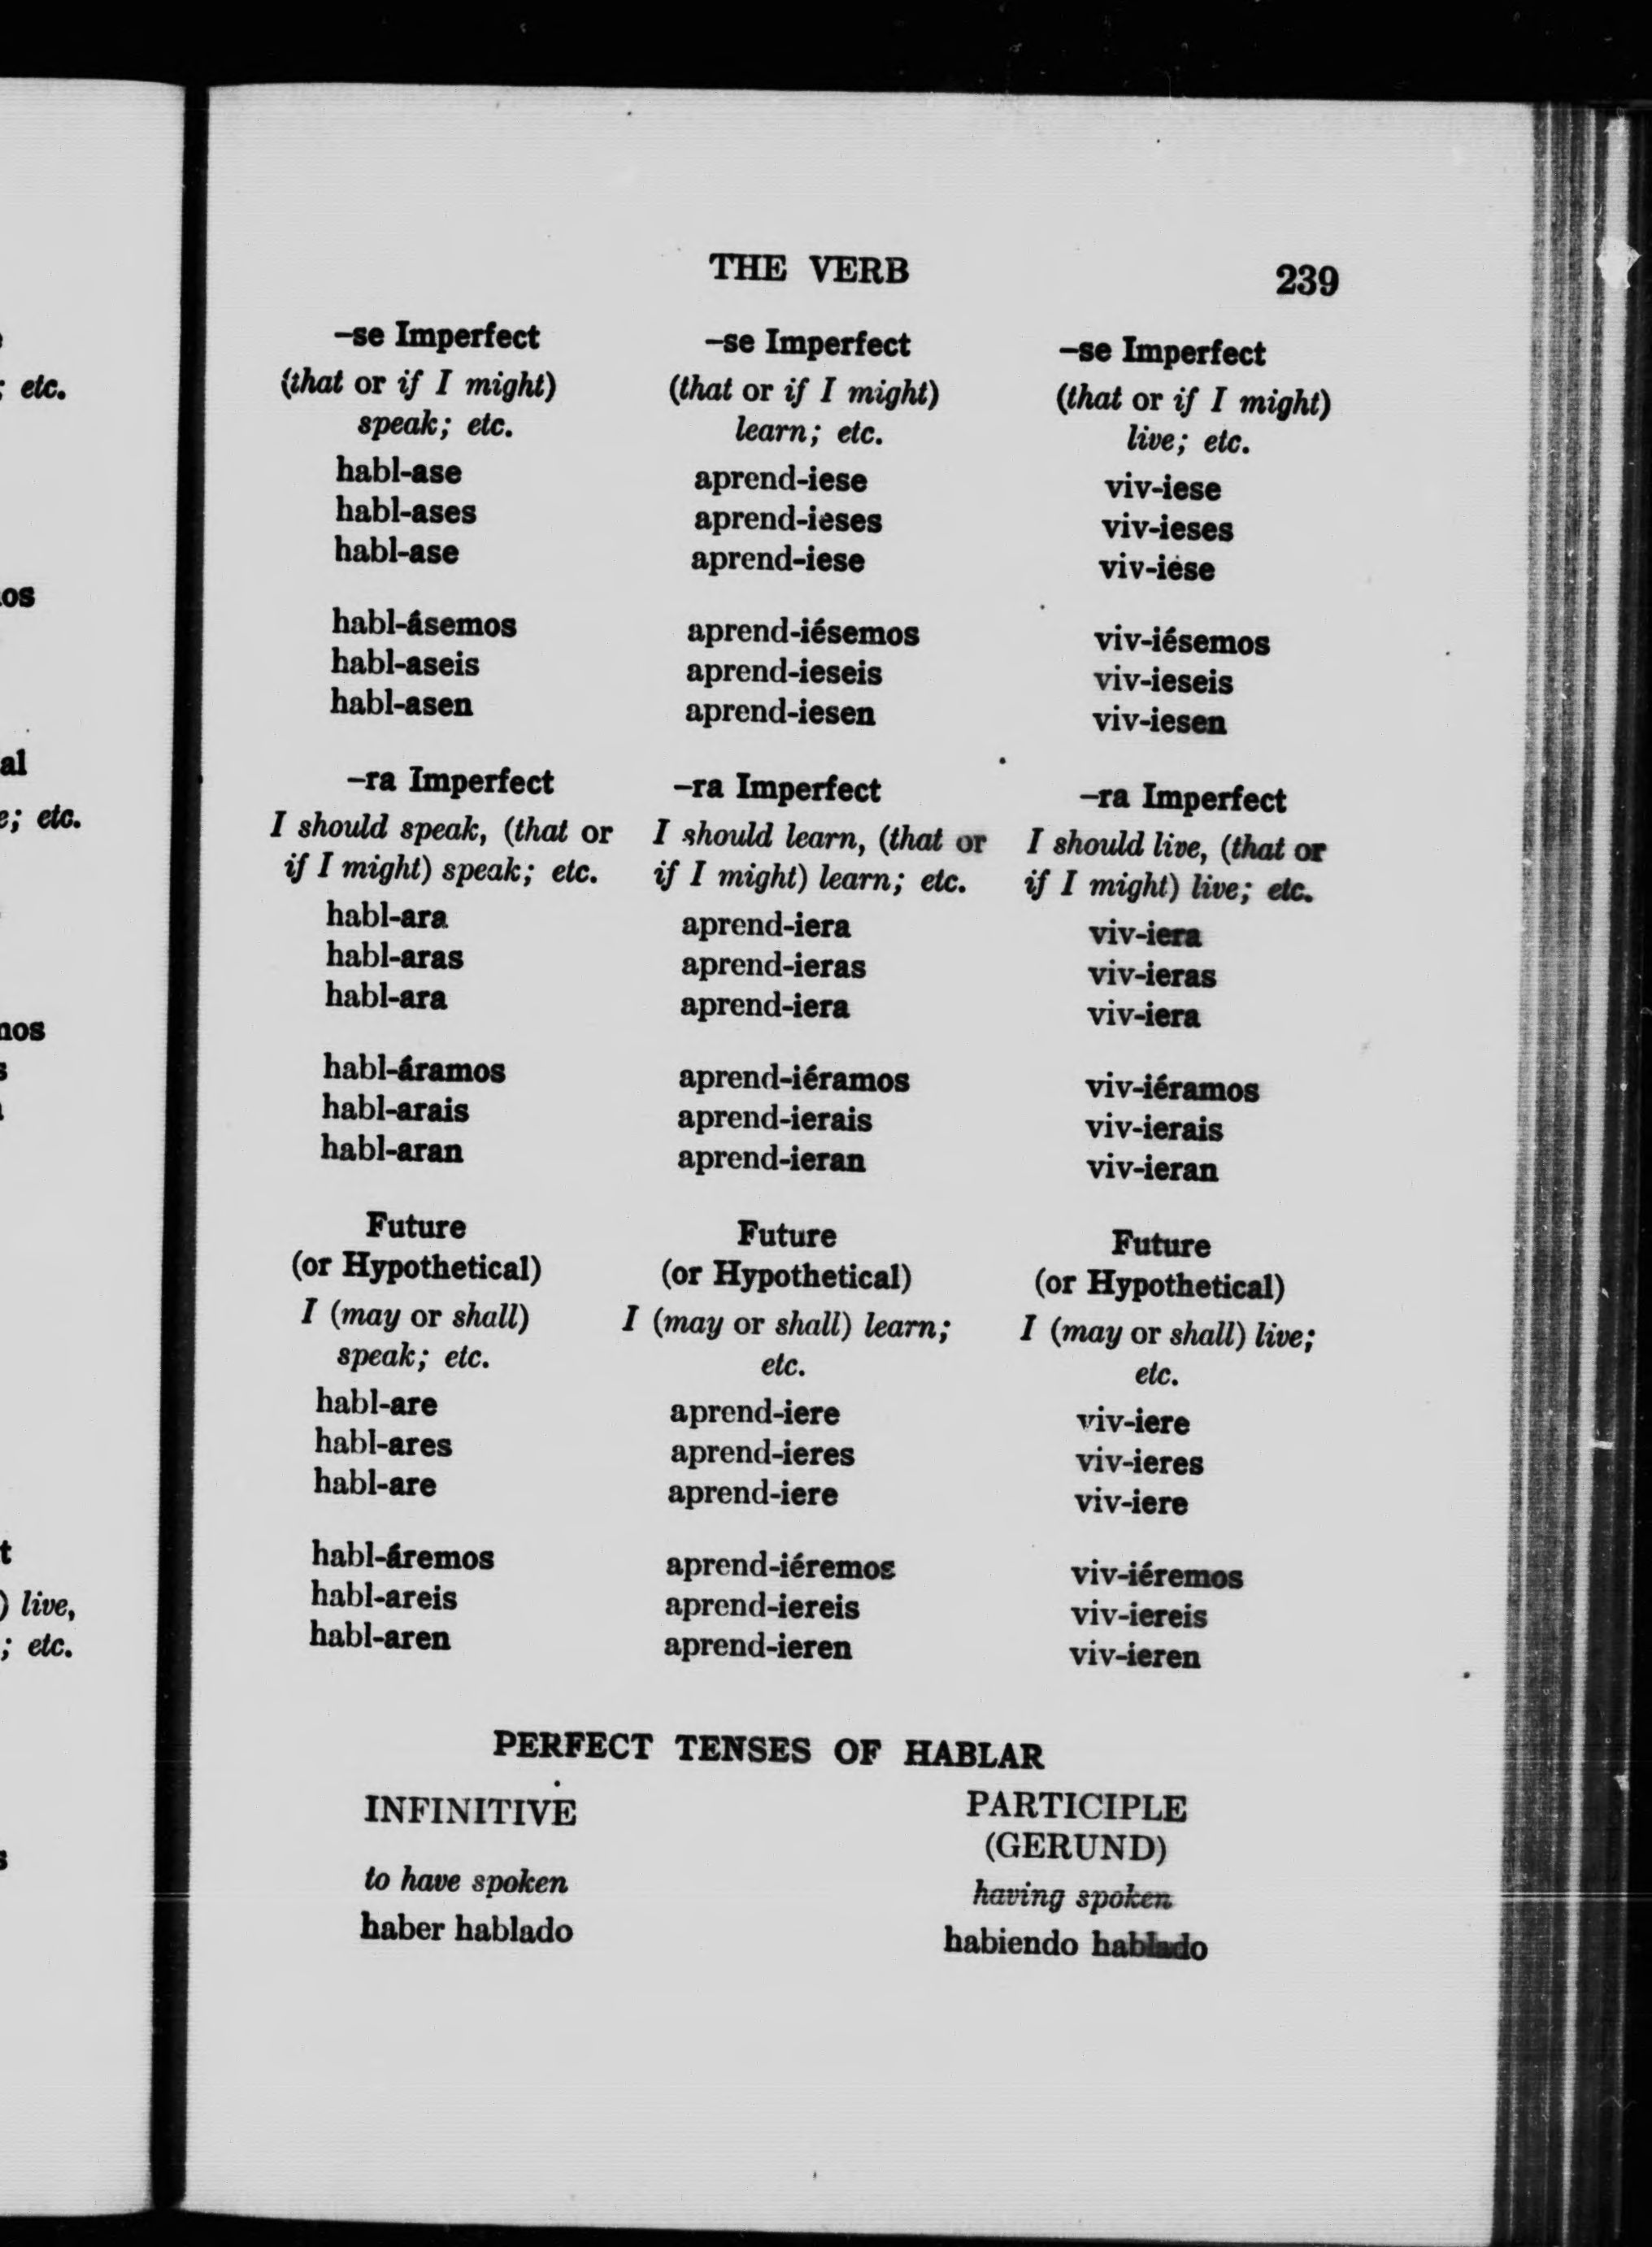 THE VERB 239
–se Imperfect –se Imperfect –se Imperfect
(that or if I might) (that or if I might) (that or if I might)
speak; etc. learn; etc. live; etc.
habl-ase aprend-iese viv-iese
habl-ases aprend-ieses viv-ieses
habl-ase aprend-iese viv-iese
habl-ásemos aprend-iésemos viv-iésemos
habl-aseis aprend-ieseis viv-ieseis
habl-asen aprend-iesen viv-iesen
–ra Imperfect –ra Imperfect –ra Imperfect
I should speak, (that or I should learn, (that or I should live, (that or
if I might) speak; etc. if I might) learn; etc. if I might) live; etc.
habl-ara aprend-iera viv-iera
habl-aras aprend-ieras viv-ieras
habl-ara aprend-iera viv-iera
habl-áramos aprend-iéramos viv-iéramos
habl-arais aprend-ierais viv-ierais
habl-aran aprend-ieran viv-ieran
Future Future Future
(or Hypothetical) (or Hypothetical) (or Hypothetical)
I (may or shall) I (may or shall) learn; I (may or shall) live;
speak; etc. etc. etc.
habl-are aprend-iere viv-iere
habl-ares aprend-ieres viv-ieres
habl-are aprend-iere viv-iere
habl-áremos aprend-iéremos viv-iéremos
habl-areis aprend-iereis viv-iereis
habl-aren aprend-ieren viv-ieren
PERFECT TENSES OF HABLAR
INFINITIVE PARTICIPLE
(GERUND)
to have spoken having spoken
haber hablado habiendo hablado